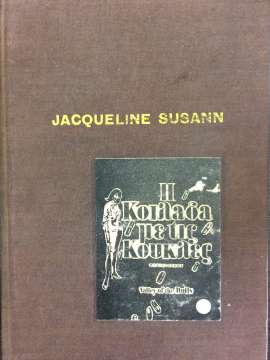 JACQUELINE SUSANN
Η
Κοιλάδα
με τις
Κούκλες
Valley of the Dolls